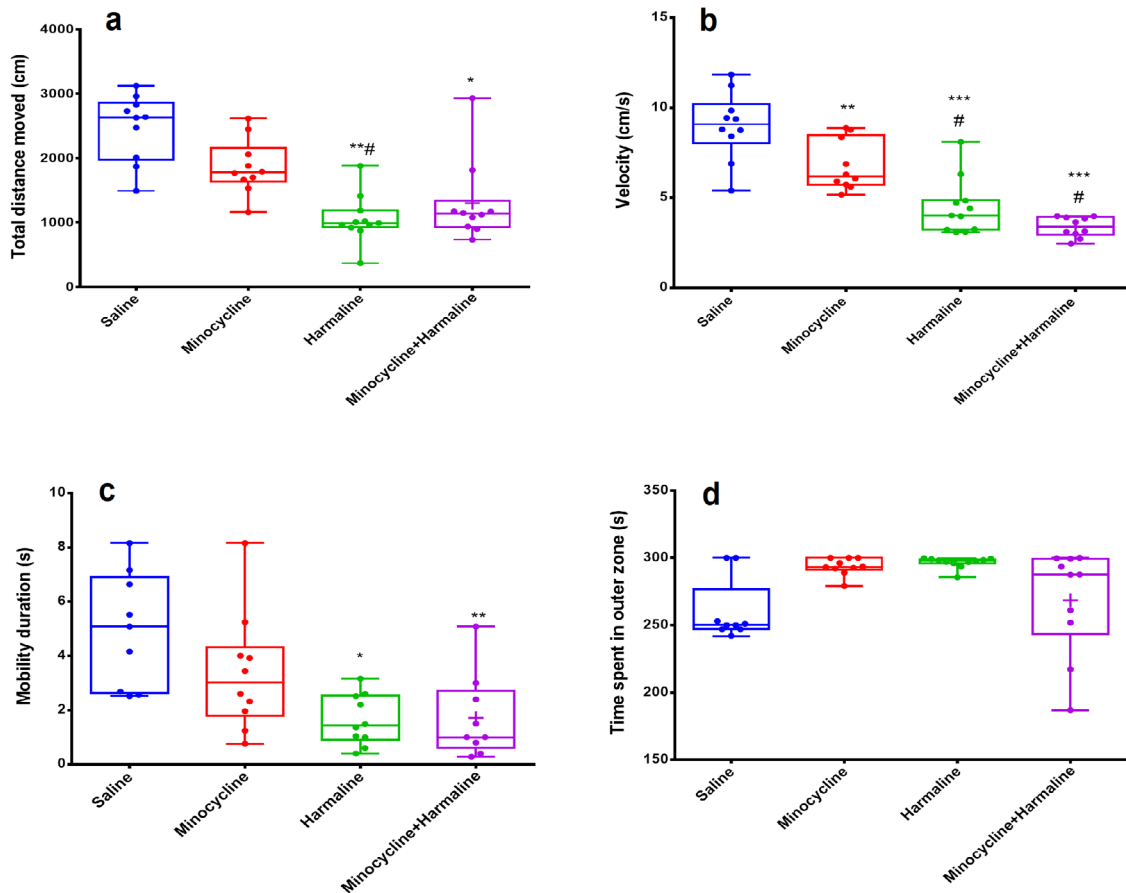 a
Total distance moved (cm)
4000
3000
2000
1000
0
**#
*
Saline
Minocycline
Harmaline
Minocycline+Harmaline
b
Velocity (cm/s)
15
10
5
0
**
***
#
***
#
Saline
Minocycline
Harmaline
Minocycline+Harmaline
c
Mobility duration (s)
10
8
6
4
2
0
*
**
Saline
Minocycline
Harmaline
Minocycline+Harmaline
d
Time spent in outer zone (s)
350
300
250
200
150
Saline
Minocycline
Harmaline
Minocycline+Harmaline